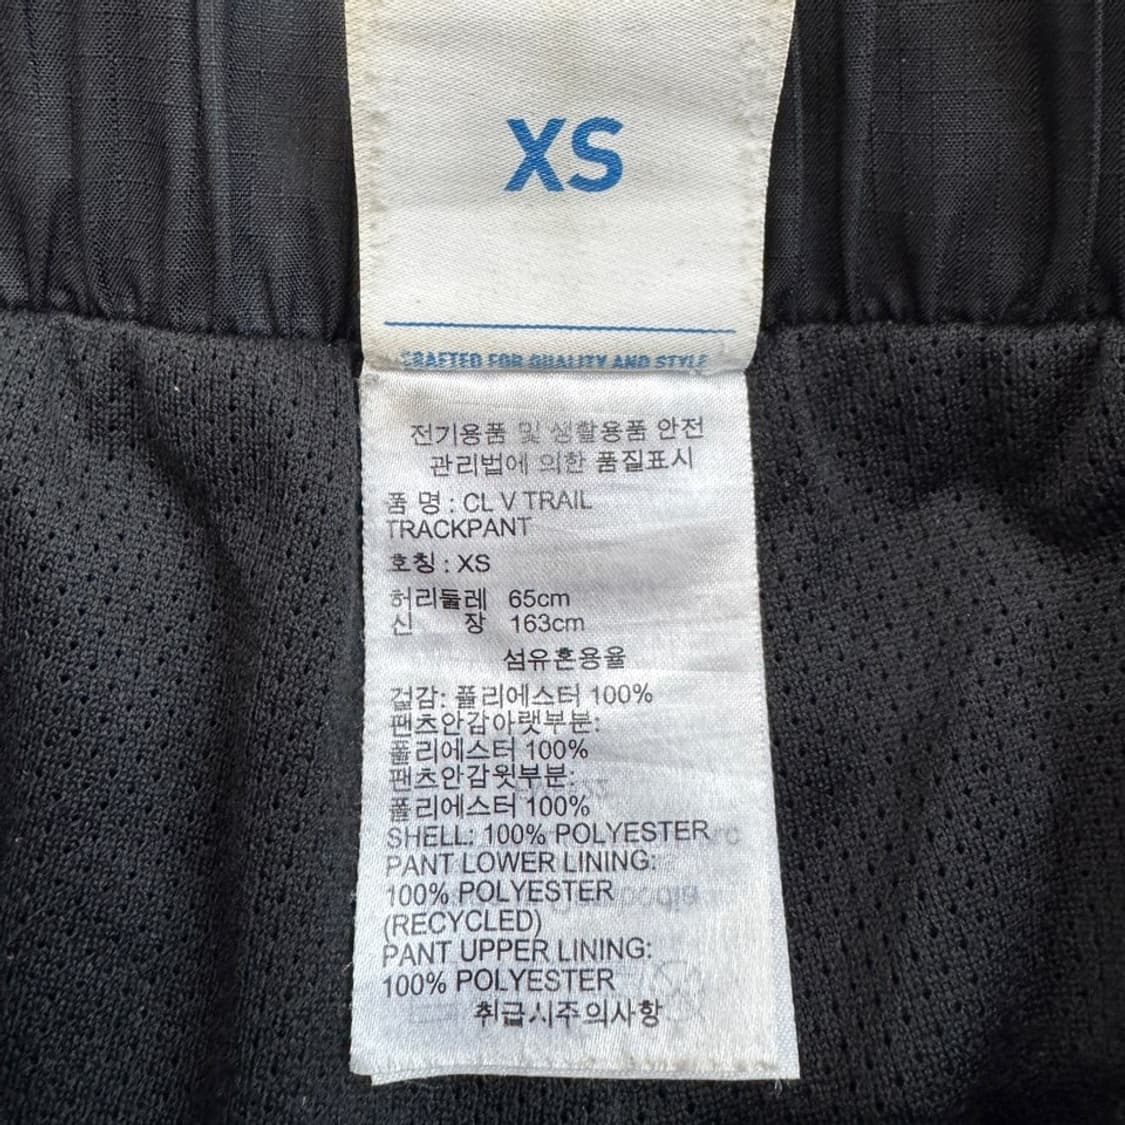 XS
CRAFTED FOR QUALITY AND STYLE
전기용품 및 생활용품 안전
관리법에 의한 품질표시
품 명 : CL V TRAIL
TRACKPANT
호칭 : XS
허리둘레 65cm
신 장 163cm
섬유혼용율
겉감: 폴리에스터 100%
팬츠안감아랫부분:
폴리에스터 100%
팬츠안감윗부분:
폴리에스터 100%
SHELL: 100% POLYESTER
PANT LOWER LINING:
100% POLYESTER
(RECYCLED)
PANT UPPER LINING:
100% POLYESTER
취급시주의사항